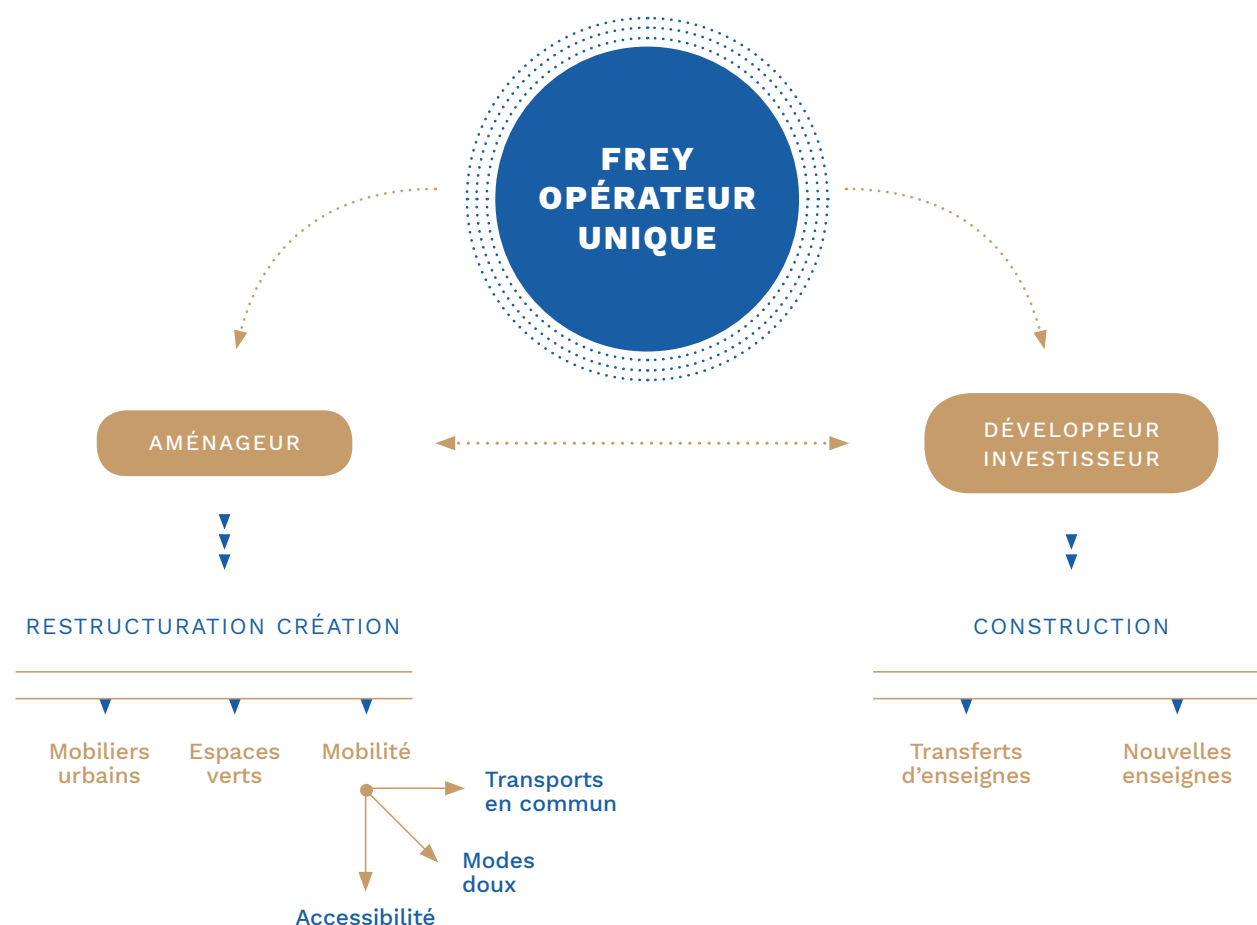 FREY
OPÉRATEUR
UNIQUE
AMÉNAGEUR
DÉVELOPPEUR
INVESTISSEUR
RESTRUCTURATION CRÉATION
CONSTRUCTION
Mobiliers
urbains
Espaces
verts
Mobilité
Transports
en commun
Modes
doux
Accessibilité
Transferts
d’enseignes
Nouvelles
enseignes